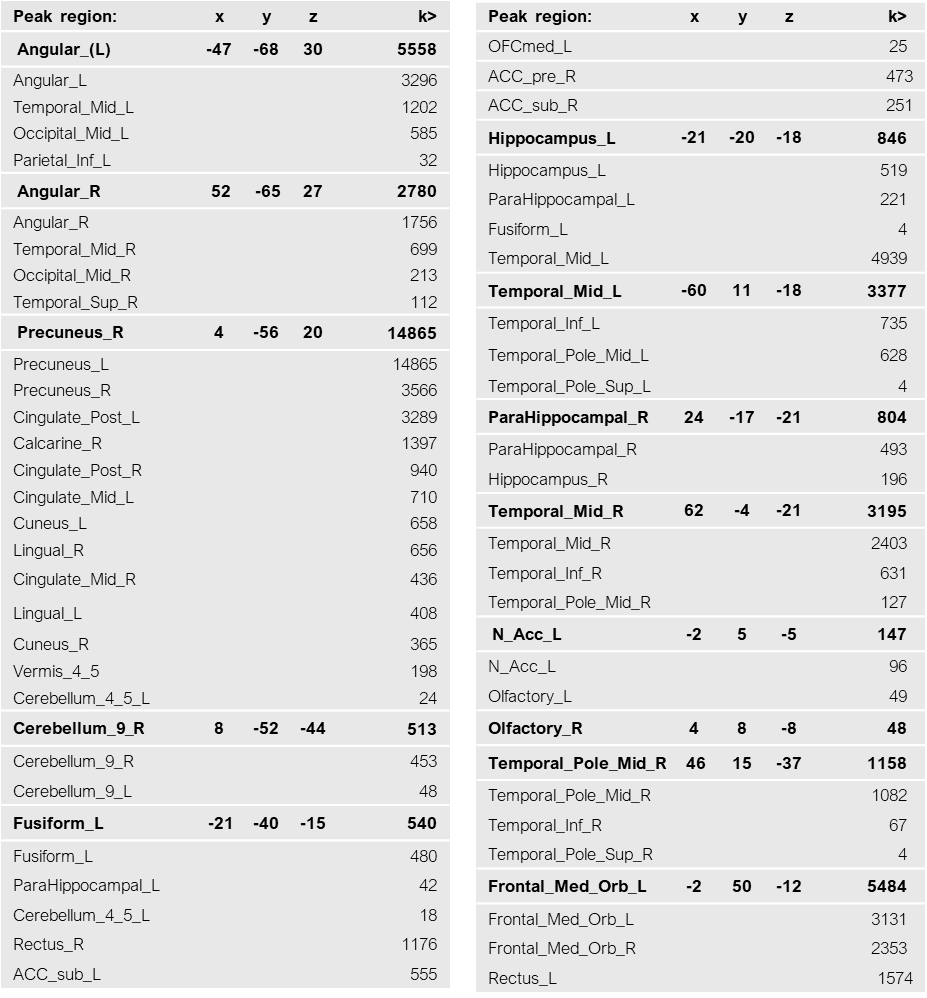 Peak region: x y z k>
Angular_(L) -47 -68 30 5558
Angular_L 3296
Temporal_Mid_L 1202
Occipital_Mid_L 585
Parietal_Inf_L 32
Angular_R 52 -65 27 2780
Angular_R 1756
Temporal_Mid_R 699
Occipital_Mid_R 213
Temporal_Sup_R 112
Precuneus_R 4 -56 20 14865
Precuneus_L 14865
Precuneus_R 3566
Cingulate_Post_L 3289
Calcarine_R 1397
Cingulate_Post_R 940
Cingulate_Mid_L 710
Cuneus_L 658
Lingual_R 656
Cingulate_Mid_R 436
Lingual_L 408
Cuneus_R 365
Vermis_4_5 198
Cerebellum_4_5_L 24
Cerebellum_9_R 8 -52 -44 513
Cerebellum_9_R 453
Cerebellum_9_L 48
Fusiform_L -21 -40 -15 540
Fusiform_L 480
ParaHippocampal_L 42
Cerebellum_4_5_L 18
Rectus_R 1176
ACC_sub_L 555
Peak region: x y z k>
OFCmed_L 25
ACC_pre_R 473
ACC_sub_R 251
Hippocampus_L -21 -20 -18 846
Hippocampus_L 519
ParaHippocampal_L 221
Fusiform_L 4
Temporal_Mid_L 4939
Temporal_Mid_L -60 11 -18 3377
Temporal_Inf_L 735
Temporal_Pole_Mid_L 628
Temporal_Pole_Sup_L 4
ParaHippocampal_R 24 -17 -21 804
ParaHippocampal_R 493
Hippocampus_R 196
Temporal_Mid_R 62 -4 -21 3195
Temporal_Mid_R 2403
Temporal_Inf_R 631
Temporal_Pole_Mid_R 127
N_Acc_L -2 5 -5 147
N_Acc_L 96
Olfactory_L 49
Olfactory_R 4 8 -8 48
Temporal_Pole_Mid_R 46 15 -37 1158
Temporal_Pole_Mid_R 1082
Temporal_Inf_R 67
Temporal_Pole_Sup_R 4
Frontal_Med_Orb_L -2 50 -12 5484
Frontal_Med_Orb_L 3131
Frontal_Med_Orb_R 2353
Rectus_L 1574